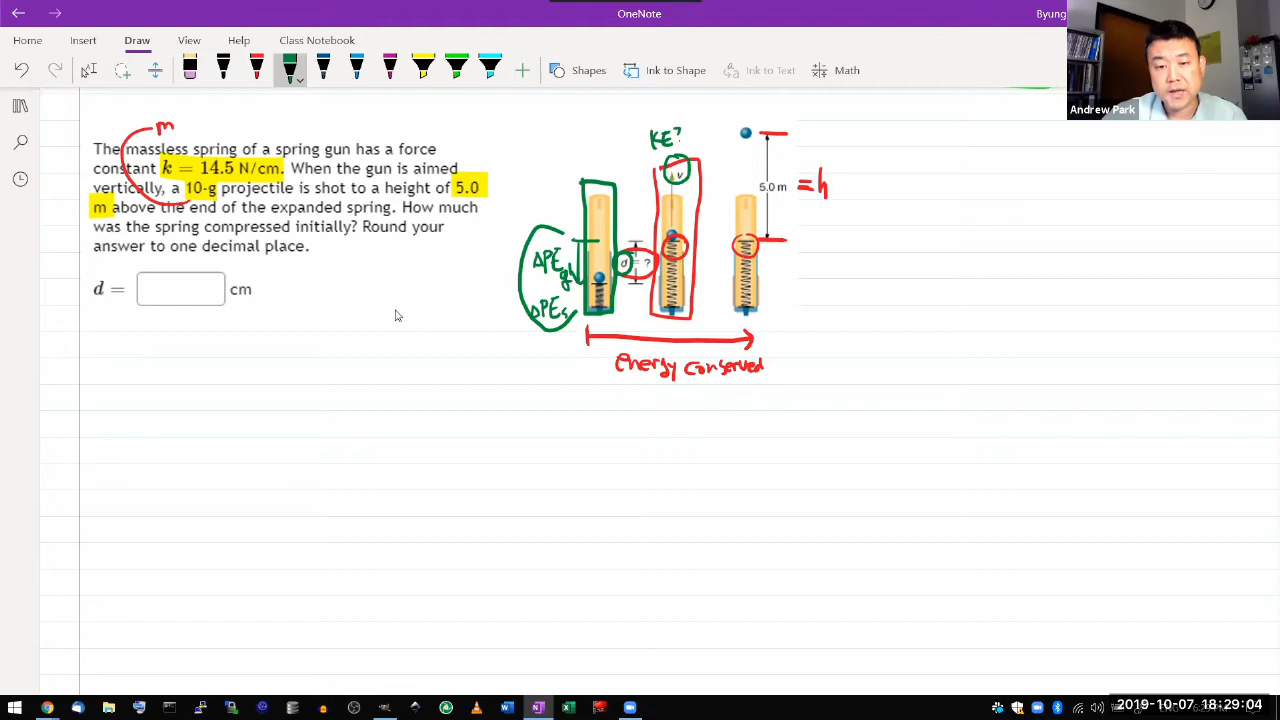 OneNote
Byung
Home
Insert
Draw
View
Help
Class Notebook
Shapes
Ink to Shape
Ink to Text
Math
Andrew Park
m
The massless spring of a spring gun has a force
constant k = 14.5 N/cm. When the gun is aimed
vertically, a 10-g projectile is shot to a height of 5.0
m above the end of the expanded spring. How much
was the spring compressed initially? Round your
answer to one decimal place.
d = cm
KE?
v
5.0 m
= h
ΔPEg
d = ?
ΔPEs
Energy conserved
2019-10-07 18:29:04